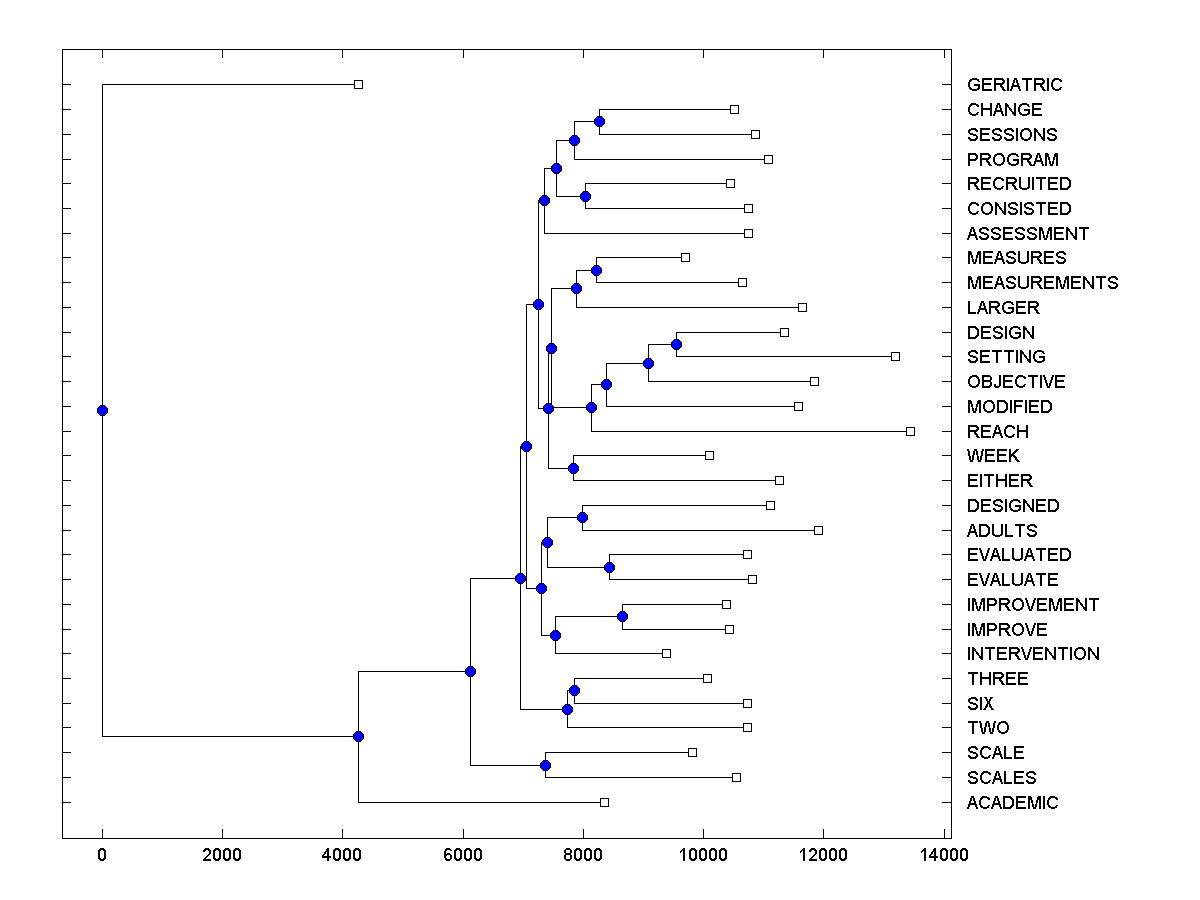 GERIATRIC
CHANGE
SESSIONS
PROGRAM
RECRUITED
CONSISTED
ASSESSMENT
MEASURES
MEASUREMENTS
LARGER
DESIGN
SETTING
OBJECTIVE
MODIFIED
REACH
WEEK
EITHER
DESIGNED
ADULTS
EVALUATED
EVALUATE
IMPROVEMENT
IMPROVE
INTERVENTION
THREE
SIX
TWO
SCALE
SCALES
ACADEMIC
0 2000 4000 6000 8000 10000 12000 14000